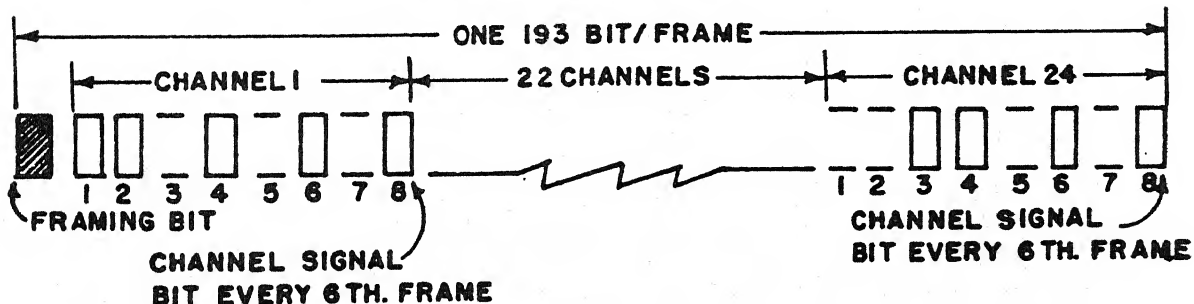 ONE 193 BIT/FRAME
CHANNEL 1
22 CHANNELS
CHANNEL 24
1 2 3 4 5 6 7 8
1 2 3 4 5 6 7 8
FRAMING BIT
CHANNEL SIGNAL
BIT EVERY 6TH. FRAME
CHANNEL SIGNAL
BIT EVERY 6TH. FRAME